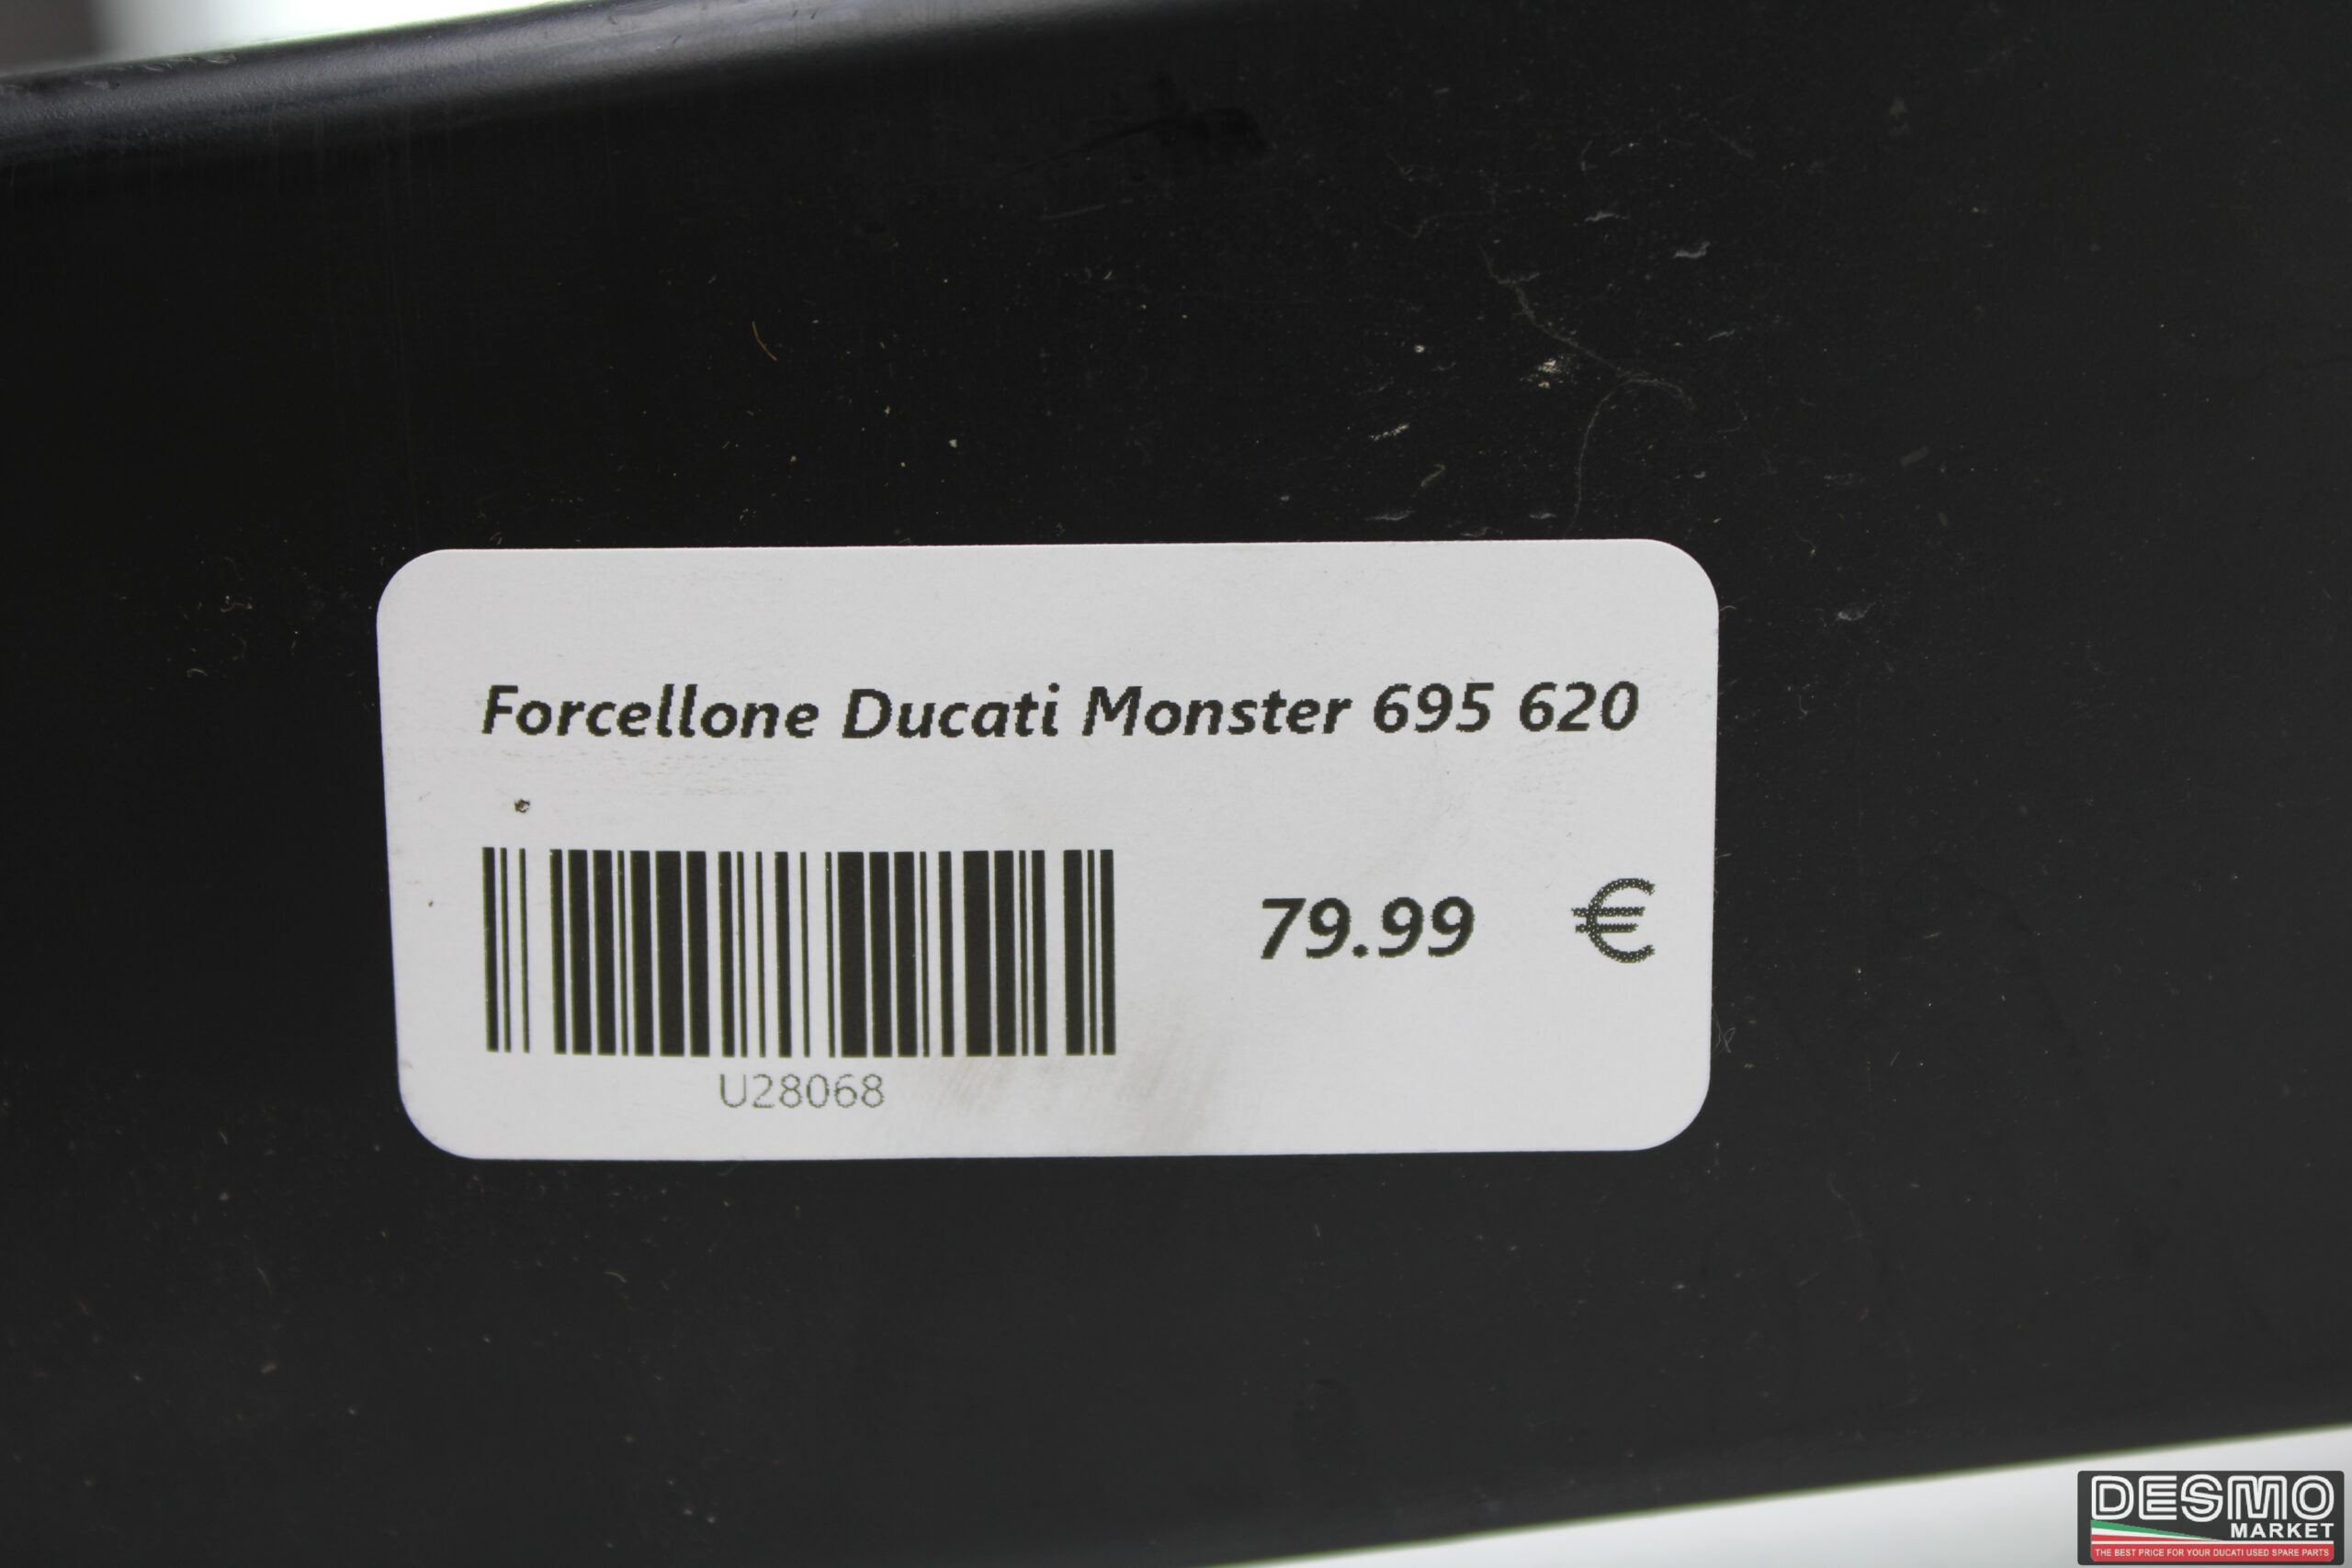 Forcellone Ducati Monster 695 620
79.99 €
U28068
DESMO
MARKET
THE BEST PRICE FOR YOUR DUCATI USED SPARE PARTS